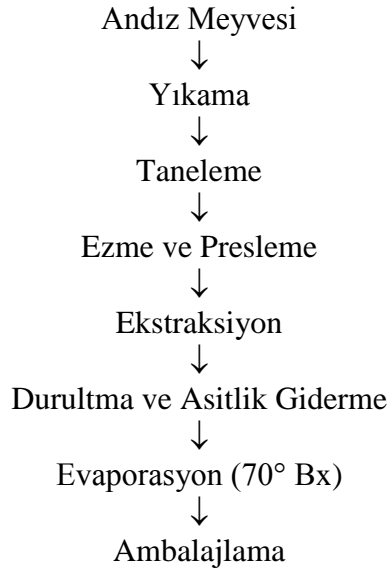 Andız Meyvesi
↓
Yıkama
↓
Taneleme
↓
Ezme ve Presleme
↓
Ekstraksiyon
↓
Durultma ve Asitlik Giderme
↓
Evaporasyon (70° Bx)
↓
Ambalajlama